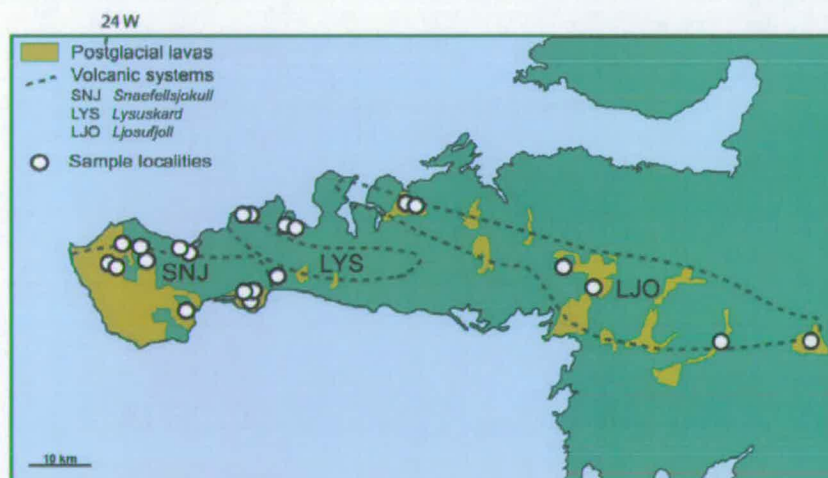 24 W
Postglacial lavas
Volcanic systems
SNJ Snaefellsjokull
LYS Lysuskard
LJO Ljosufjoll
Sample localities
SNJ
LYS
LJO
10 km